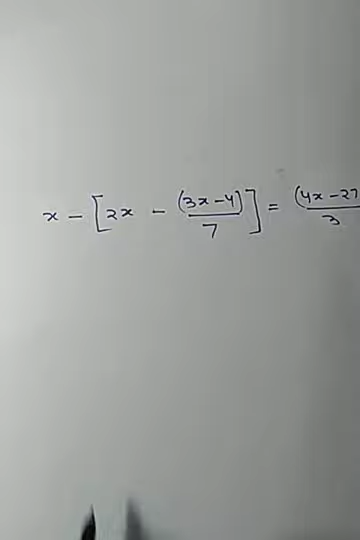 x - [2x - (3x-4)/7] = (4x-27/3